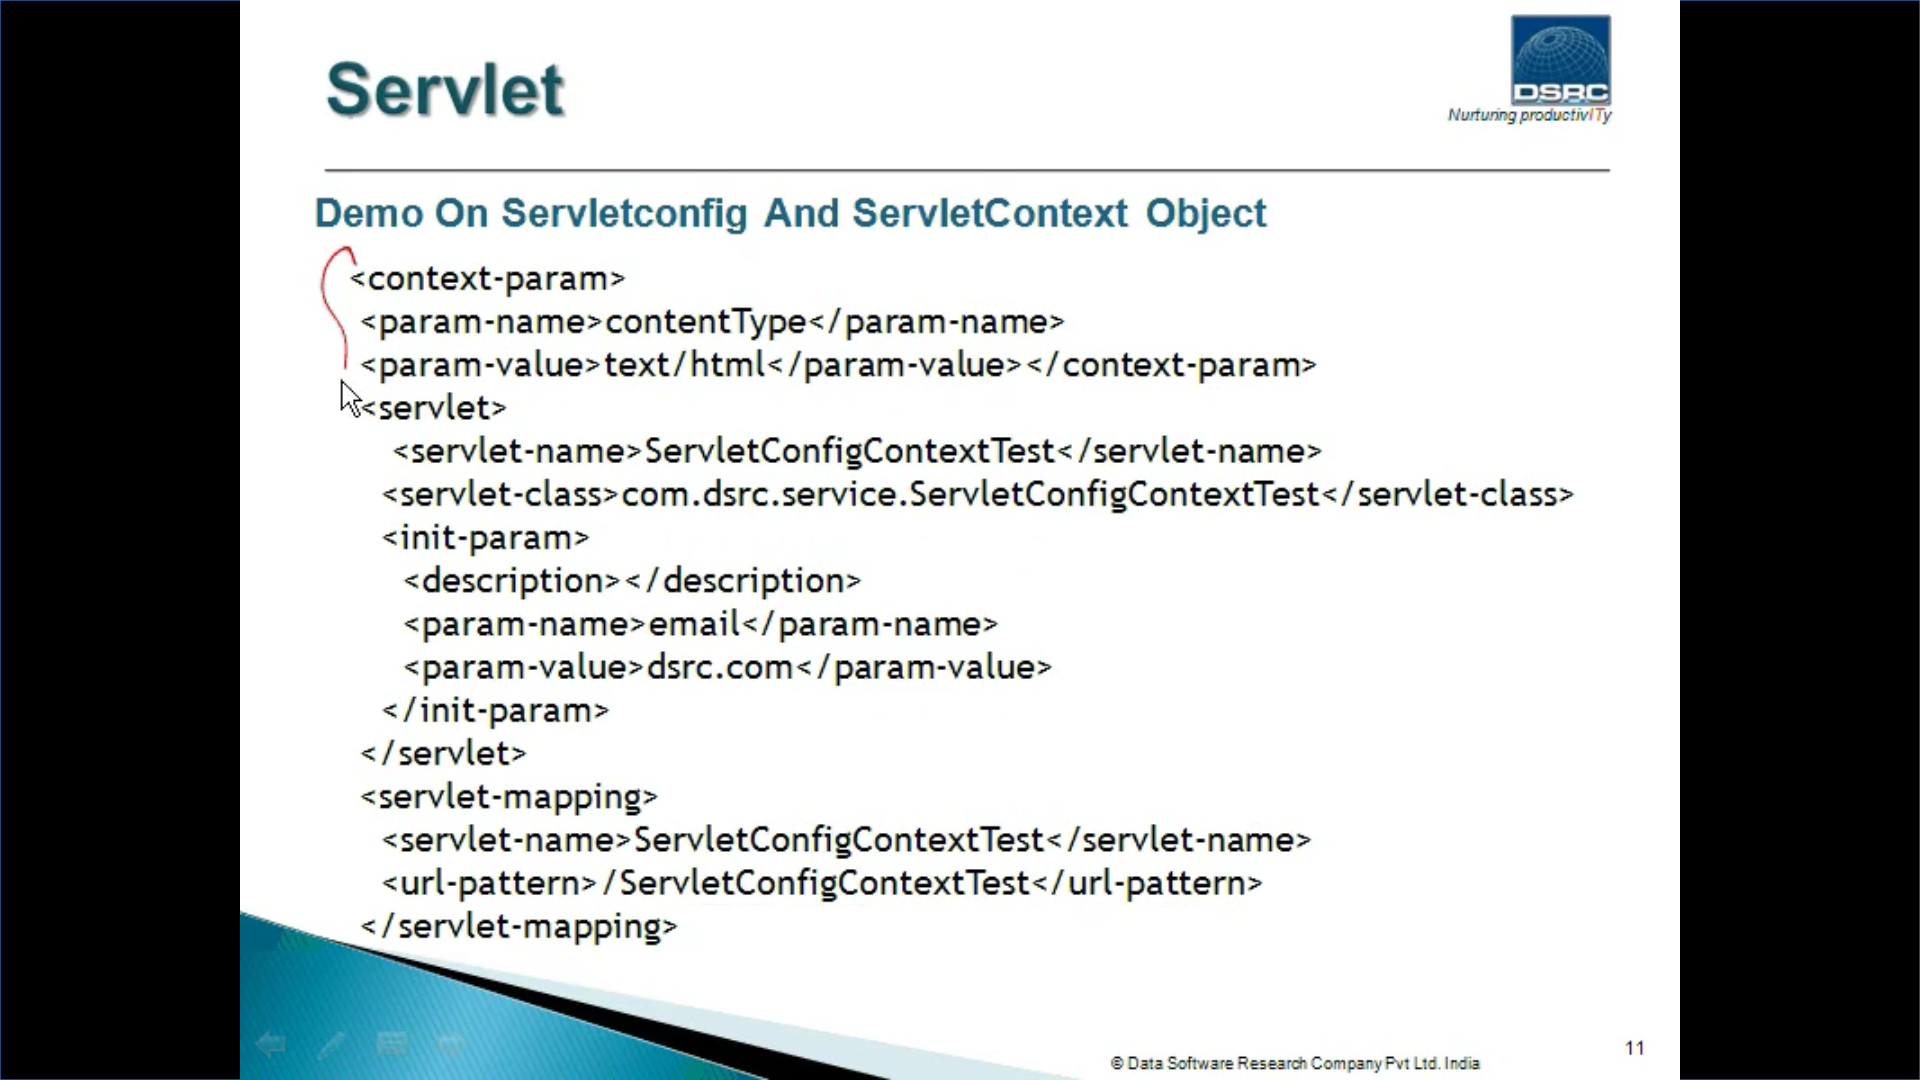 Servlet
DSRC
Nurturing productivITy
Demo On Servletconfig And ServletContext Object
<context-param>
<param-name>contentType</param-name>
<param-value>text/html</param-value></context-param>
<servlet>
<servlet-name>ServletConfigContextTest</servlet-name>
<servlet-class>com.dsrc.service.ServletConfigContextTest</servlet-class>
<init-param>
<description></description>
<param-name>email</param-name>
<param-value>dsrc.com</param-value>
</init-param>
</servlet>
<servlet-mapping>
<servlet-name>ServletConfigContextTest</servlet-name>
<url-pattern>/ServletConfigContextTest</url-pattern>
</servlet-mapping>
11
© Data Software Research Company Pvt Ltd. India